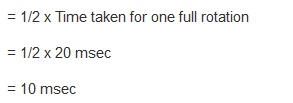 = 1/2 x Time taken for one full rotation
= 1/2 x 20 msec
= 10 msec